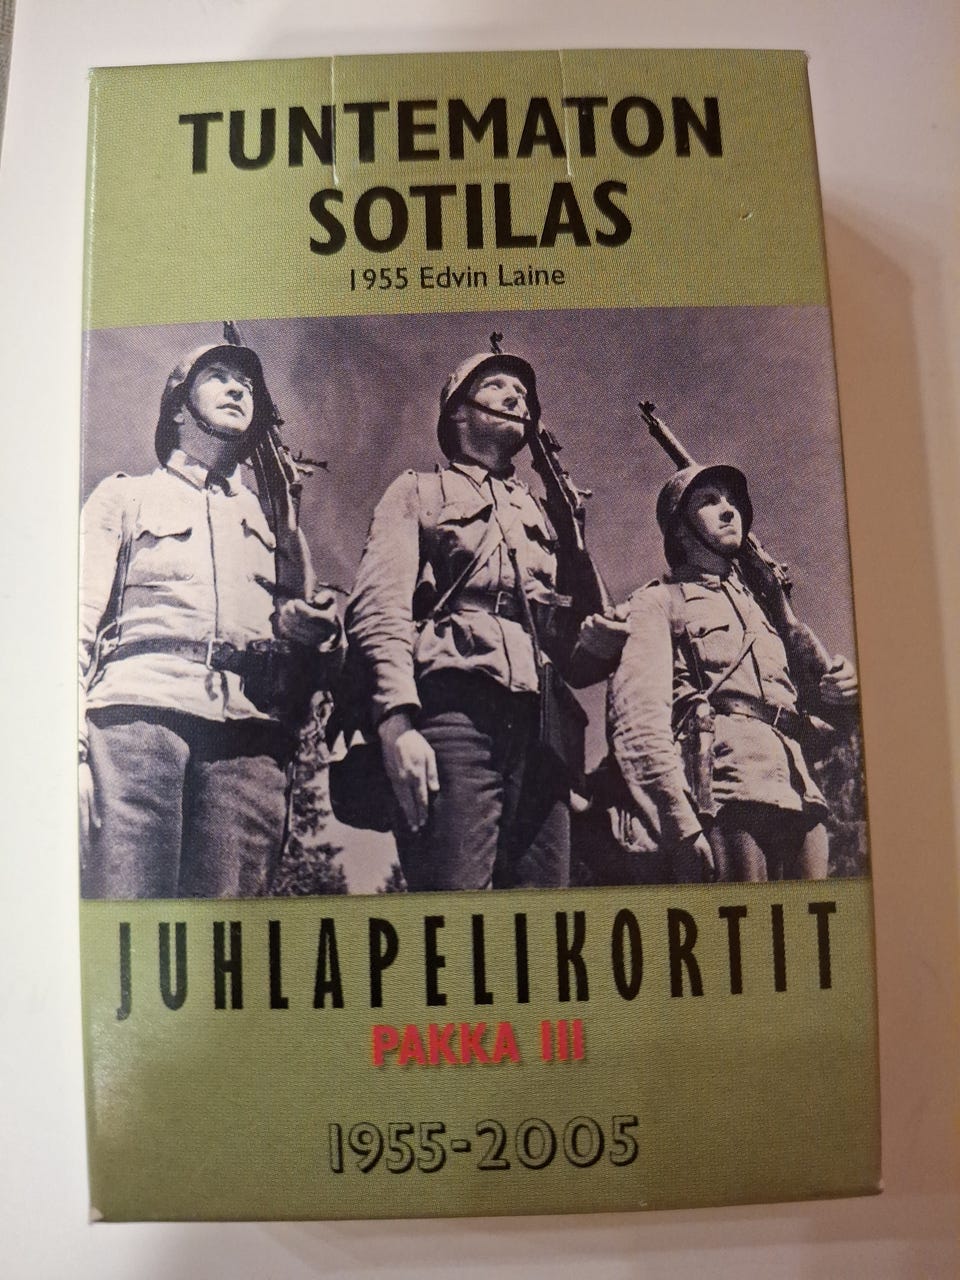 TUNTEMATON
SOTILAS
1955 Edvin Laine
JUHLAPELIKORTIT
PAKKA III
1955-2005